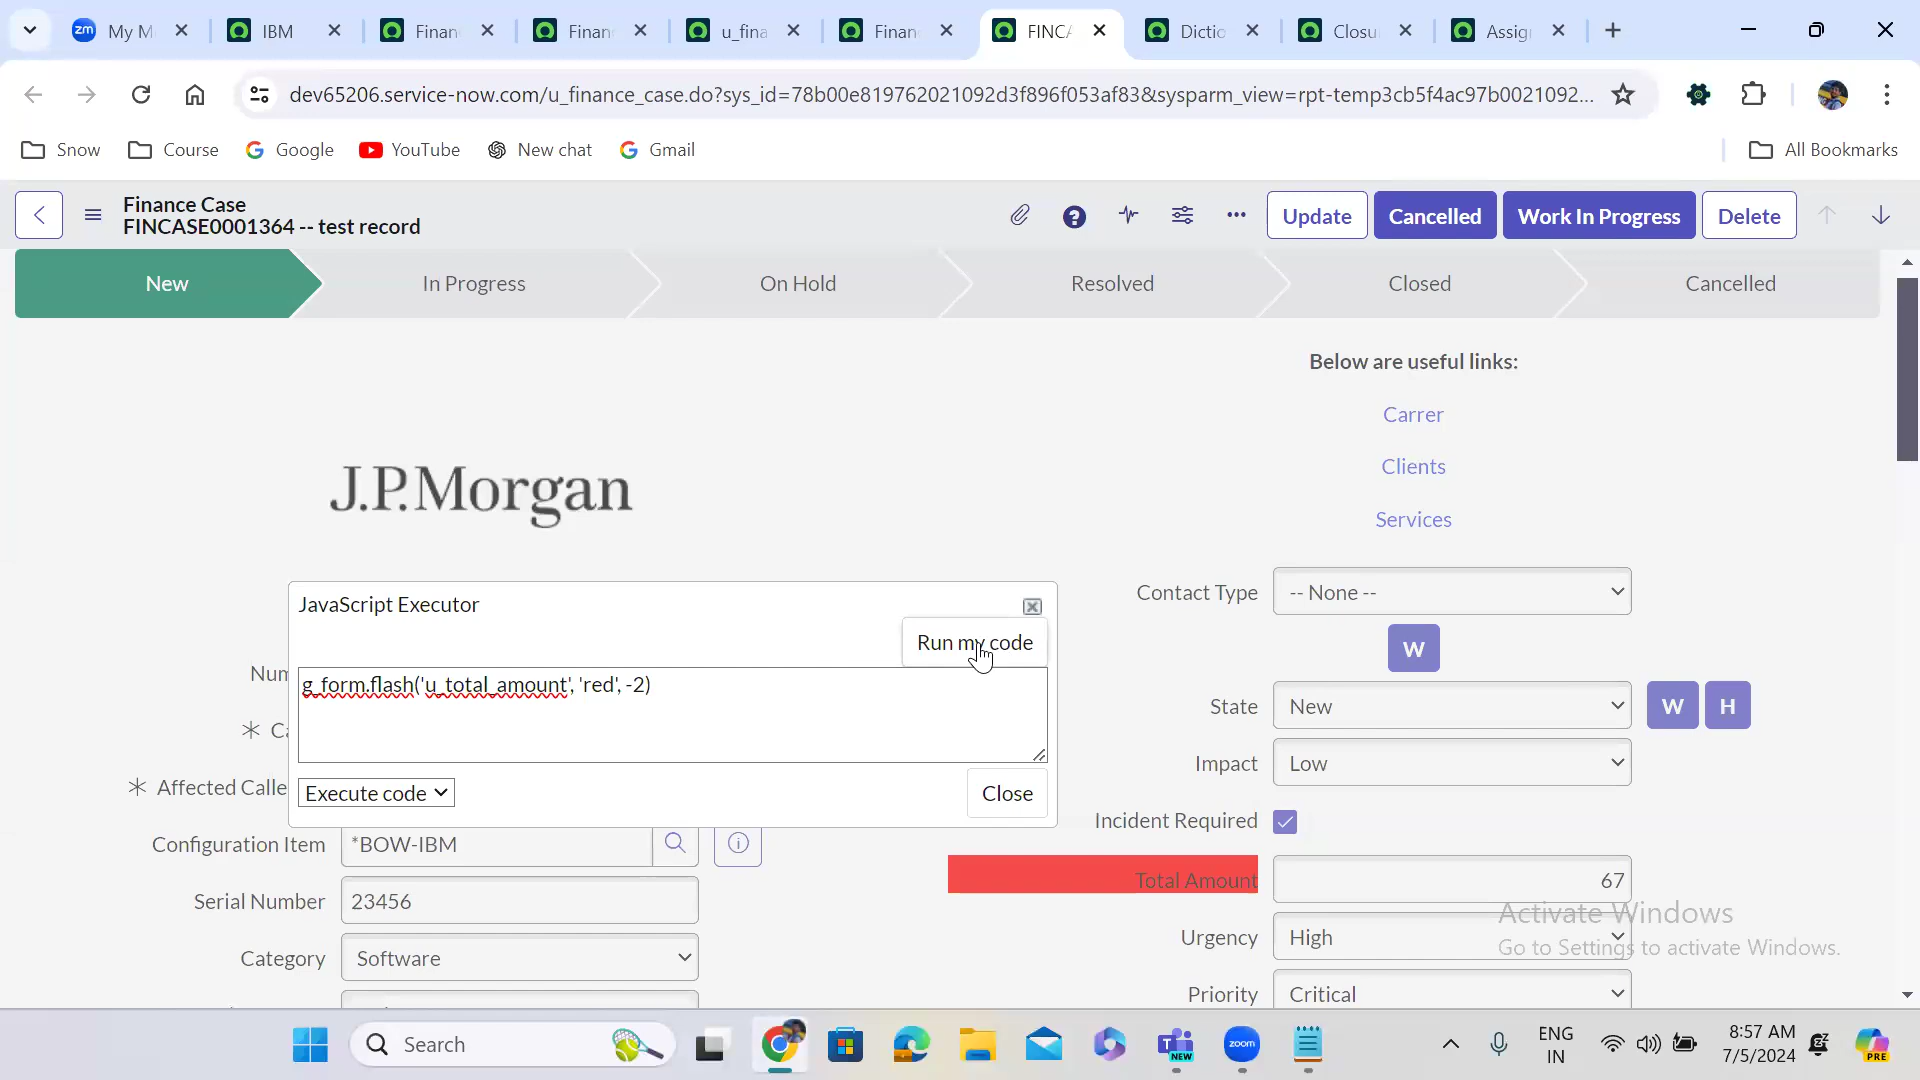 My M
IBM
Finan
Finan
u_fina
Finan
FINCA
Dictio
Closu
Assig
dev65206.service-now.com/u_finance_case.do?sys_id=78b00e819762021092d3f896f053af83&sysparm_view=rpt-temp3cb5f4ac97b0021092...
Snow
Course
Google
YouTube
New chat
Gmail
All Bookmarks
Finance Case
FINCASE0001364 -- test record
Update
Cancelled
Work In Progress
Delete
New
In Progress
On Hold
Resolved
Closed
Cancelled
Below are useful links:
Carrer
Clients
Services
J.P.Morgan
JavaScript Executor
Run my code
g_form.flash('u_total_amount', 'red', -2)
Execute code
Close
Num
Ca
Affected Calle
Configuration Item *BOW-IBM
Serial Number 23456
Category Software
Contact Type -- None --
W
State New W H
Impact Low
Incident Required
Total Amount 67
Urgency High
Priority Critical
Activate Windows
Go to Settings to activate Windows.
Search
NEW
zoom
ENG
IN
8:57 AM
7/5/2024
PRE